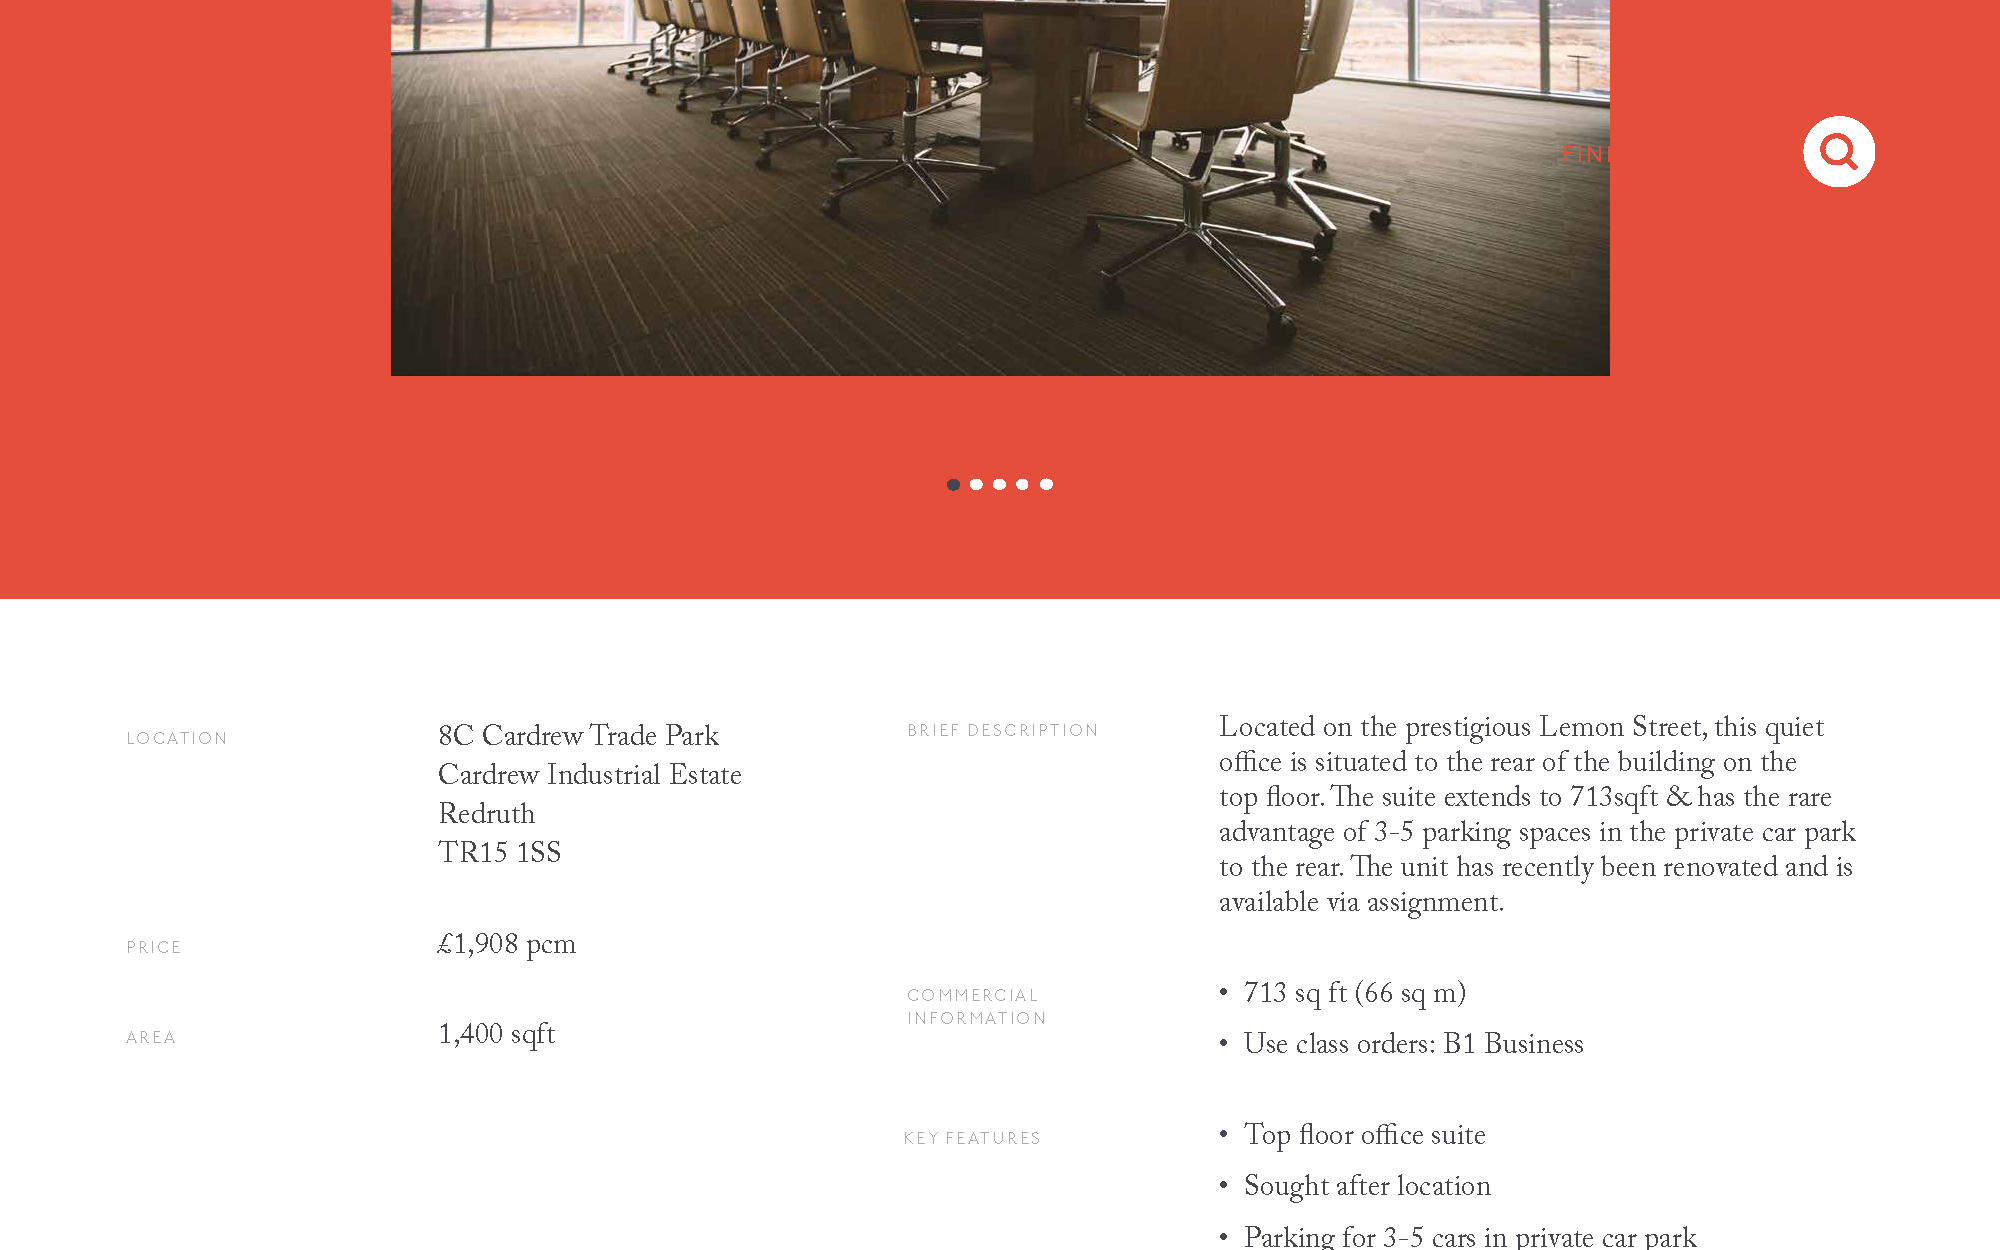 FIN
LOCATION
8C Cardrew Trade Park
Cardrew Industrial Estate
Redruth
TR15 1SS
PRICE
£1,908 pcm
AREA
1,400 sqft
BRIEF DESCRIPTION
Located on the prestigious Lemon Street, this quiet
office is situated to the rear of the building on the
top floor. The suite extends to 713sqft & has the rare
advantage of 3-5 parking spaces in the private car park
to the rear. The unit has recently been renovated and is
available via assignment.
COMMERCIAL
INFORMATION
• 713 sq ft (66 sq m)
• Use class orders: B1 Business
KEY FEATURES
• Top floor office suite
• Sought after location
• Parking for 3-5 cars in private car park